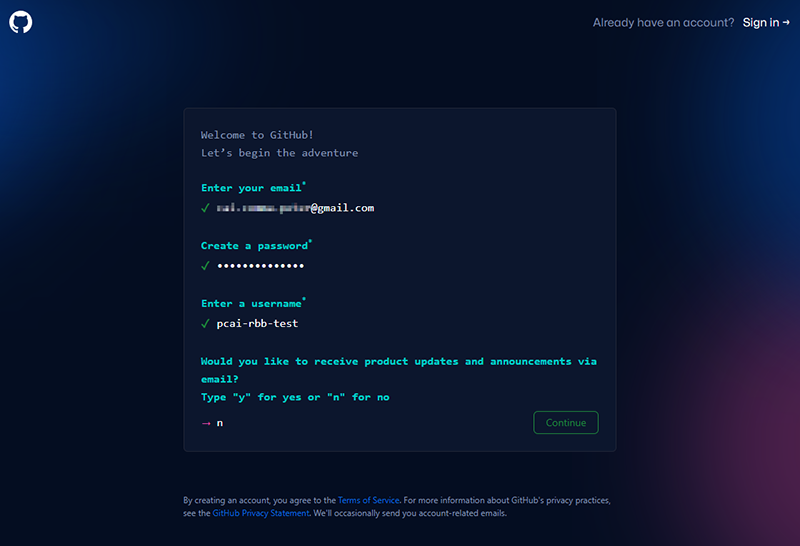 Already have an account? Sign in →
Welcome to GitHub!
Let's begin the adventure
Enter your email*
✓ @gmail.com
Create a password*
✓ ••••••••••••••
Enter a username*
✓ pcai-rbb-test
Would you like to receive product updates and announcements via
email?
Type "y" for yes or "n" for no
→ n
Continue
By creating an account, you agree to the Terms of Service. For more information about GitHub's privacy practices,
see the GitHub Privacy Statement. We'll occasionally send you account-related emails.